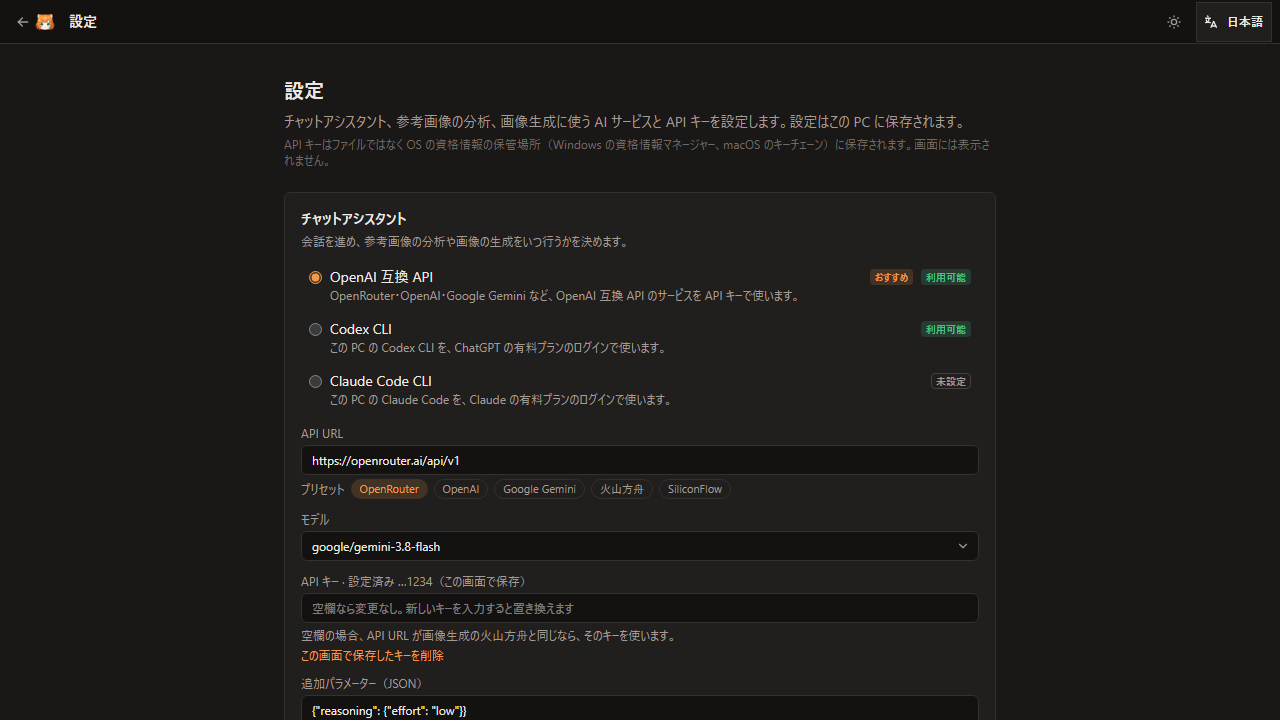 設定
日本語
設定
チャットアシスタント、参考画像の分析、画像生成に使う AI サービスと API キーを設定します。設定はこの PC に保存されます。
API キーはファイルではなく OS の資格情報の保管場所（Windows の資格情報マネージャー、macOS のキーチェーン）に保存されます。画面には表示さ
れません。
チャットアシスタント
会話を進め、参考画像の分析や画像の生成をいつ行うかを決めます。
OpenAI 互換 API おすすめ 利用可能
OpenRouter・OpenAI・Google Gemini など、OpenAI 互換 API のサービスを API キーで使います。
Codex CLI 利用可能
この PC の Codex CLI を、ChatGPT の有料プランのログインで使います。
Claude Code CLI 未設定
この PC の Claude Code を、Claude の有料プランのログインで使います。
API URL
https://openrouter.ai/api/v1
プリセット OpenRouter OpenAI Google Gemini 火山方舟 SiliconFlow
モデル
google/gemini-3.8-flash
API キー · 設定済み …1234（この画面で保存）
空欄なら変更なし。新しいキーを入力すると置き換えます
空欄の場合、API URL が画像生成の火山方舟と同じなら、そのキーを使います。
この画面で保存したキーを削除
追加パラメーター（JSON）
{"reasoning": {"effort": "low"}}